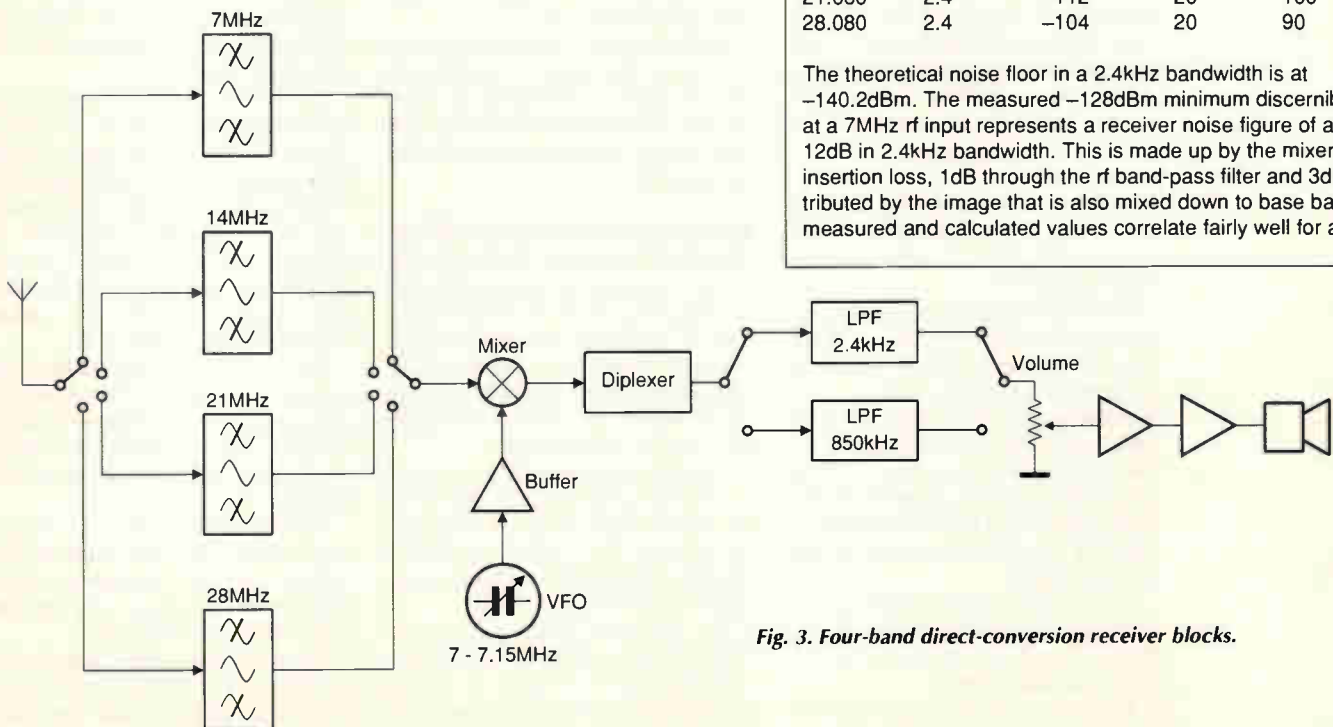 21.060 2.4 –112 20 100
28.080 2.4 –104 20 90
The theoretical noise floor in a 2.4kHz bandwidth is at
–140.2dBm. The measured –128dBm minimum
at a 7MHz rf input represents a receiver noise figure of
12dB in 2.4kHz bandwidth. This is made up by the mixer
insertion loss, 1dB through the rf band-pass filter and
by the image that is also mixed down to base
measured and calculated values correlate fairly well for
7MHz
14MHz
21MHz
28MHz
Mixer
Diplexer
LPF
2.4kHz
LPF
850kHz
Volume
Buffer
VFO
7 - 7.15MHz
Fig. 3. Four-band direct-conversion receiver blocks.